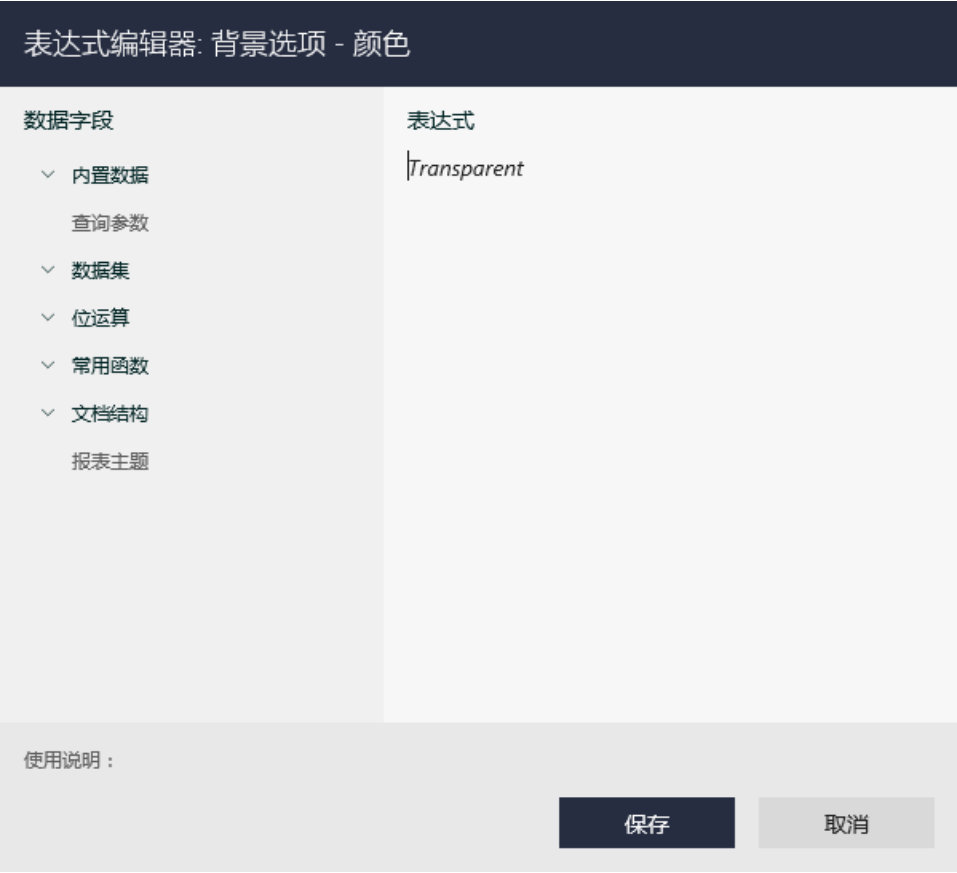 表达式编辑器: 背景选项 - 颜色
数据字段
内置数据
查询参数
数据集
位运算
常用函数
文档结构
报表主题
表达式
Transparent
使用说明：
保存
取消